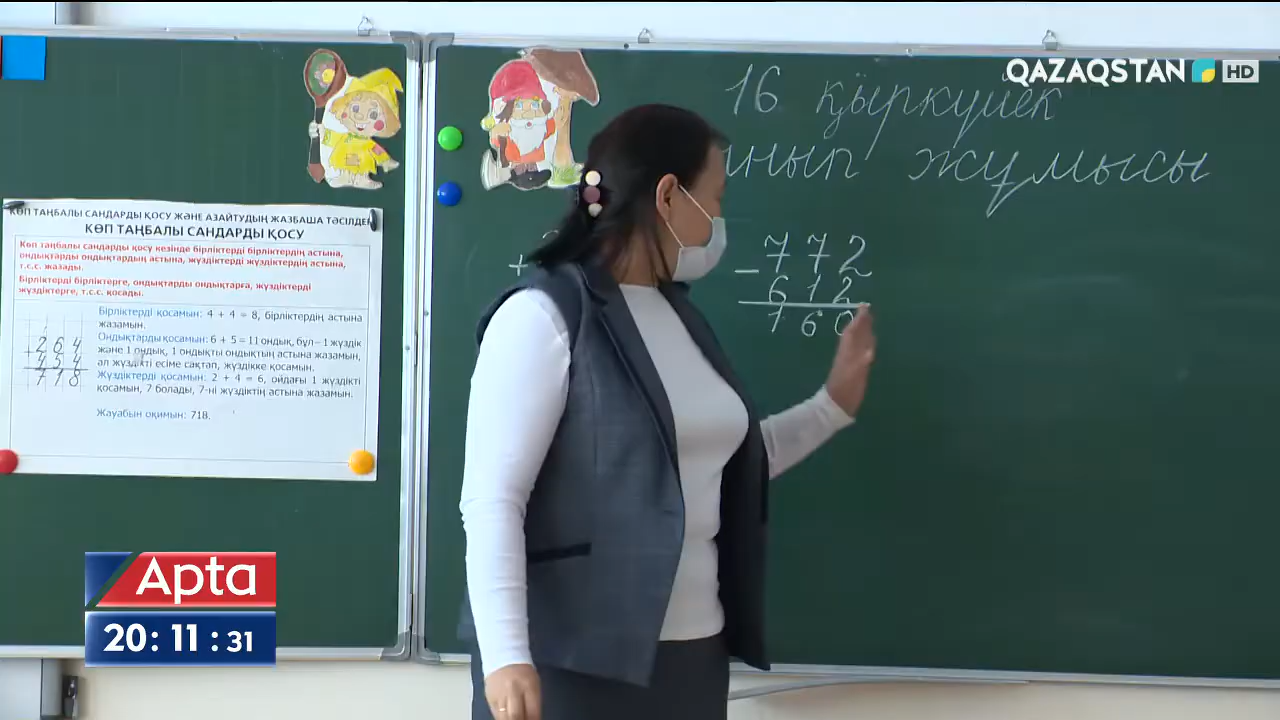 QAZAQSTAN HD
16 қыркүйек
жұмысы
КӨП ТАҢБАЛЫ САНДАРДЫ ҚОСУ ЖӘНЕ АЗАЙТУДЫҢ ЖАЗБАША ТӘСІЛДЕРІ
КӨП ТАҢБАЛЫ САНДАРДЫ ҚОСУ
Көп таңбалы сандарды қосу кезінде бірліктерді бірліктердің астына,
ондықтарды ондықтардың астына, жүздіктерді жүздіктердің астына,
т.с.с. жазады.
Бірліктерді бірліктерге, ондықтарды ондықтарға, жүздіктерді
жүздіктерге, т.с.с. қосады.
Бірліктерді қосамын: 4 + 4 = 8, бірліктердің астына
жазамын.
Ондықтарды қосамын: 6 + 5 = 11 ондық, бұл – 1 жүздік
және 1 ондық, 1 ондықты ондықтың астына жазамын,
ал жүздікті есіме сақтап, жүздікке қосамын.
Жүздіктерді қосамын: 2 + 4 = 6, ойдағы 1 жүздікті
қосамын, 7 болады, 7-ні жүздіктің астына жазамын.
Жауабын оқимын: 718.
264
+
454
718
+
772
–
612
160
Apta
20:11:31